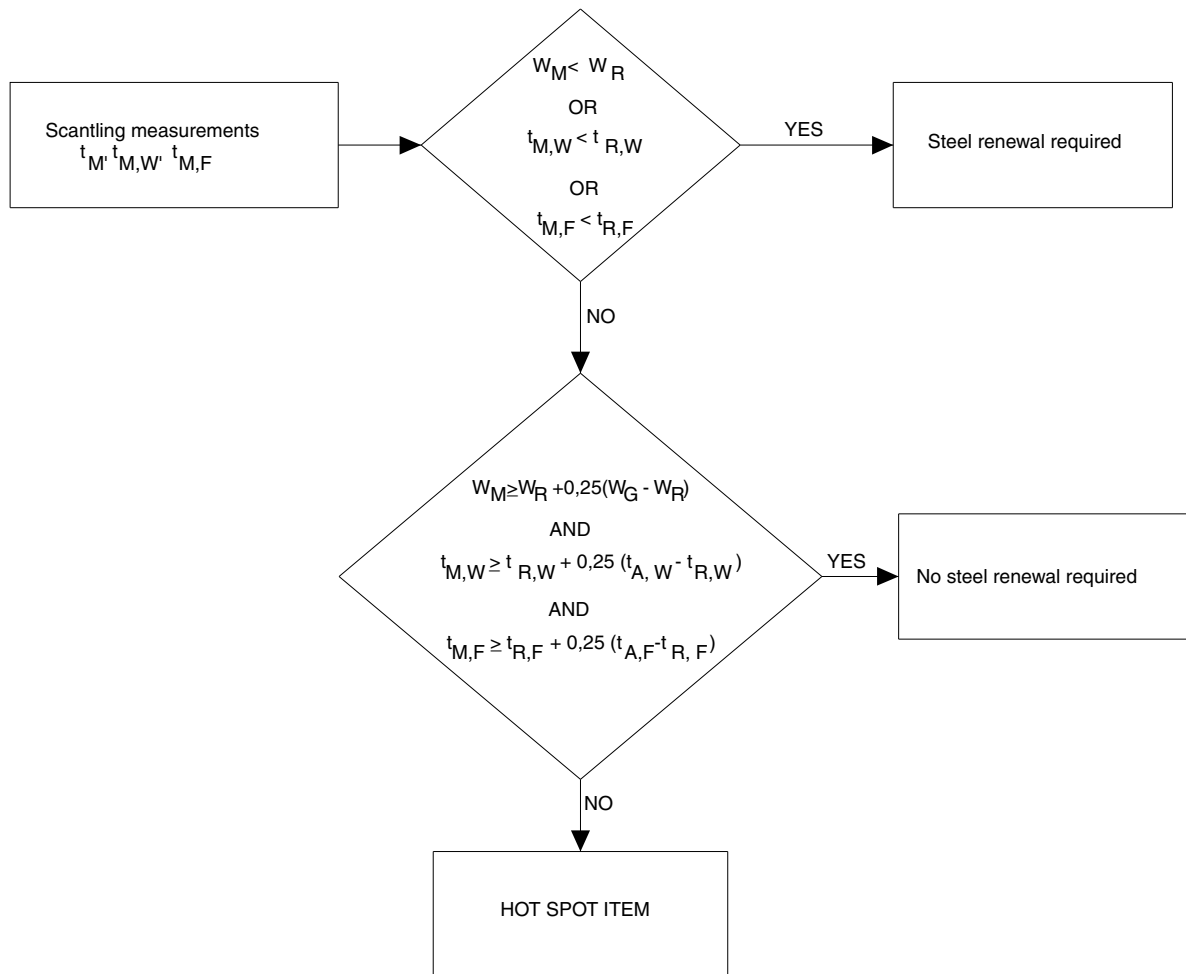 Scantling measurements
tM, tM,W, tM,F
WM < WR
OR
tM,W < tR,W
OR
tM,F < tR,F
YES
Steel renewal required
NO
WM ≥ WR +0,25(WG - WR)
AND
tM,W ≥ tR,W + 0,25 (tA, W - tR,W )
AND
tM,F ≥ tR,F + 0,25 (tA,F-tR, F)
YES
No steel renewal required
NO
HOT SPOT ITEM